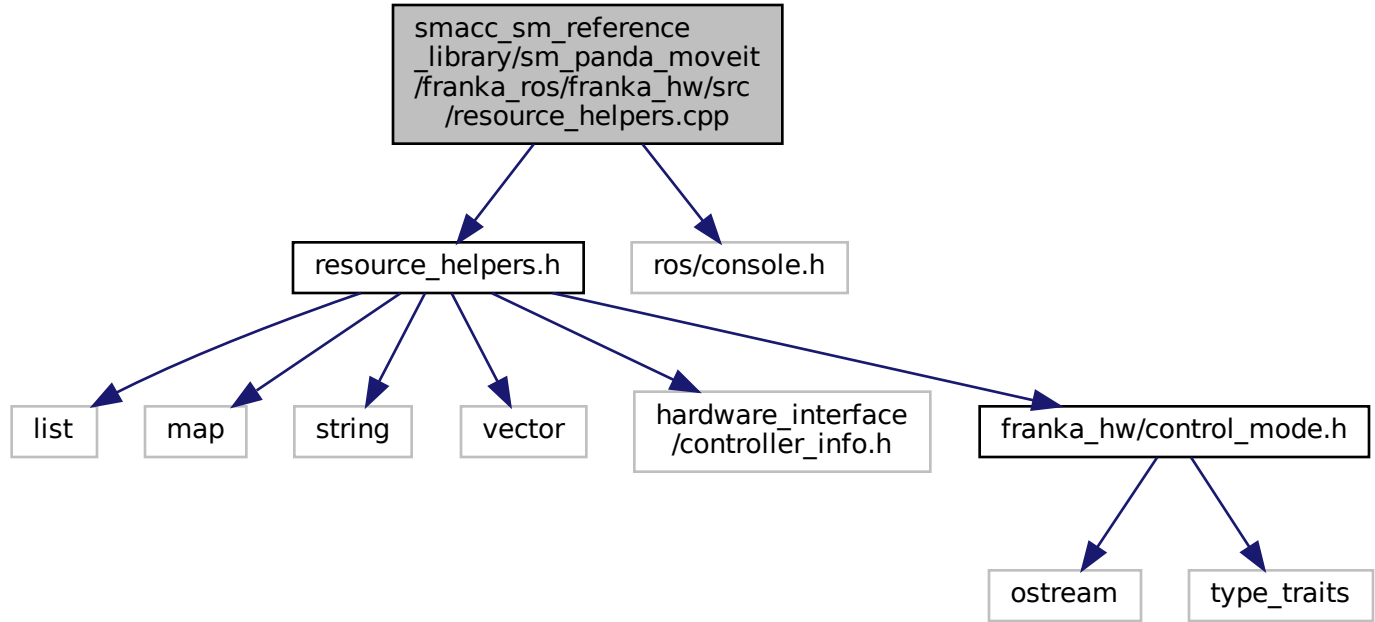 smacc_sm_reference
_library/sm_panda_moveit
/franka_ros/franka_hw/src
/resource_helpers.cpp
resource_helpers.h
ros/console.h
list
map
string
vector
hardware_interface
/controller_info.h
franka_hw/control_mode.h
ostream
type_traits